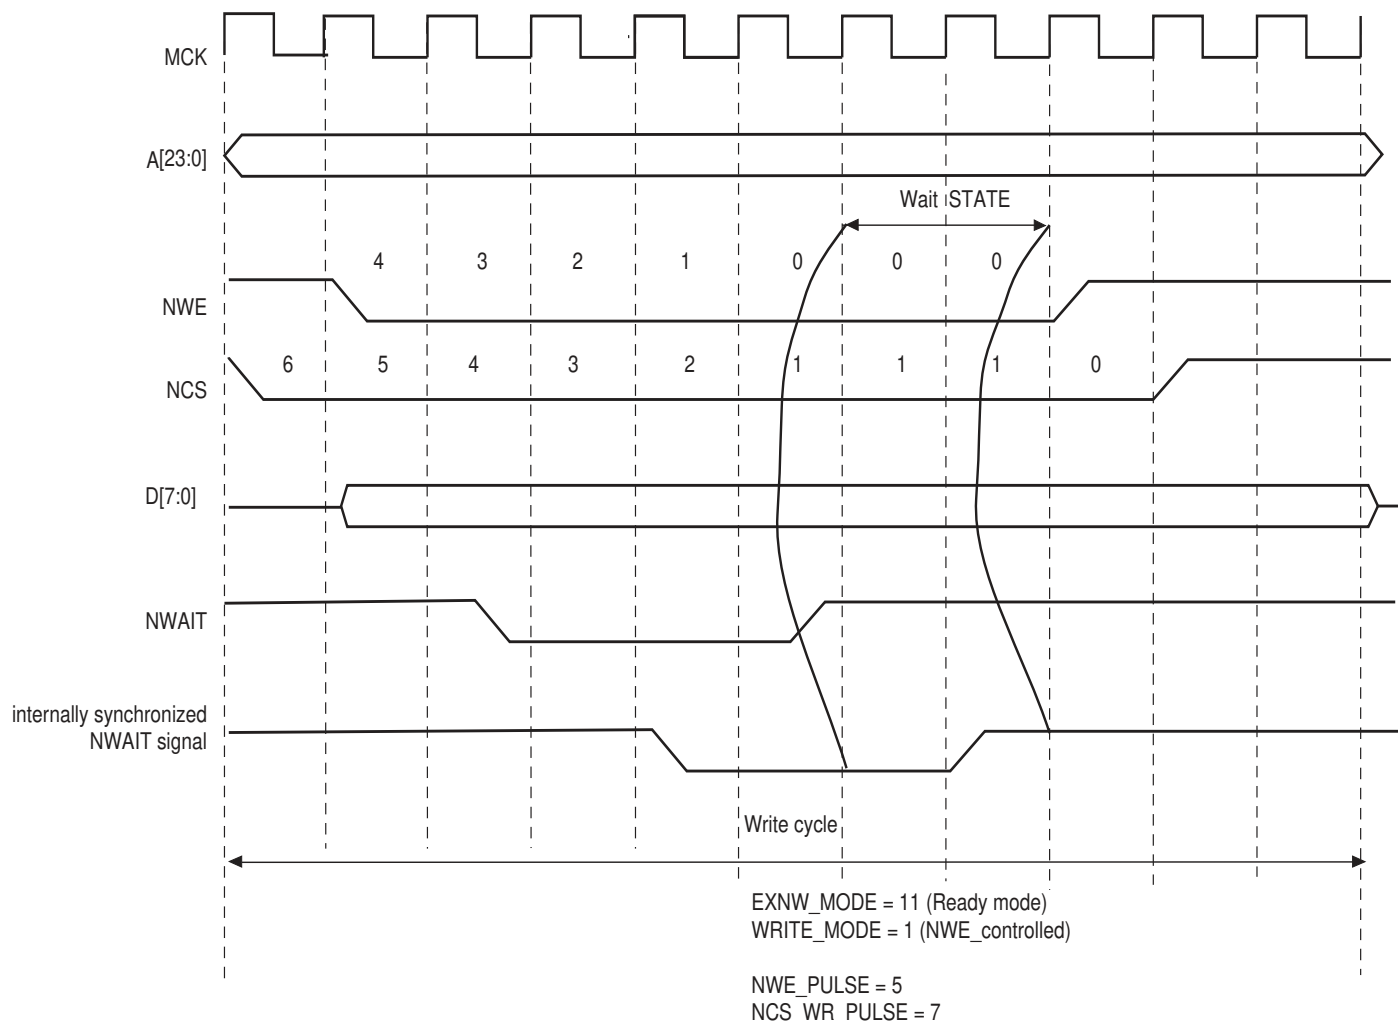 MCK
A[23:0]
Wait STATE
4 3 2 1 0 0 0
NWE
6 5 4 3 2 1 1 1 0
NCS
D[7:0]
NWAIT
internally synchronized
NWAIT signal
Write cycle
EXNW_MODE = 11 (Ready mode)
WRITE_MODE = 1 (NWE_controlled)
NWE_PULSE = 5
NCS_WR_PULSE = 7